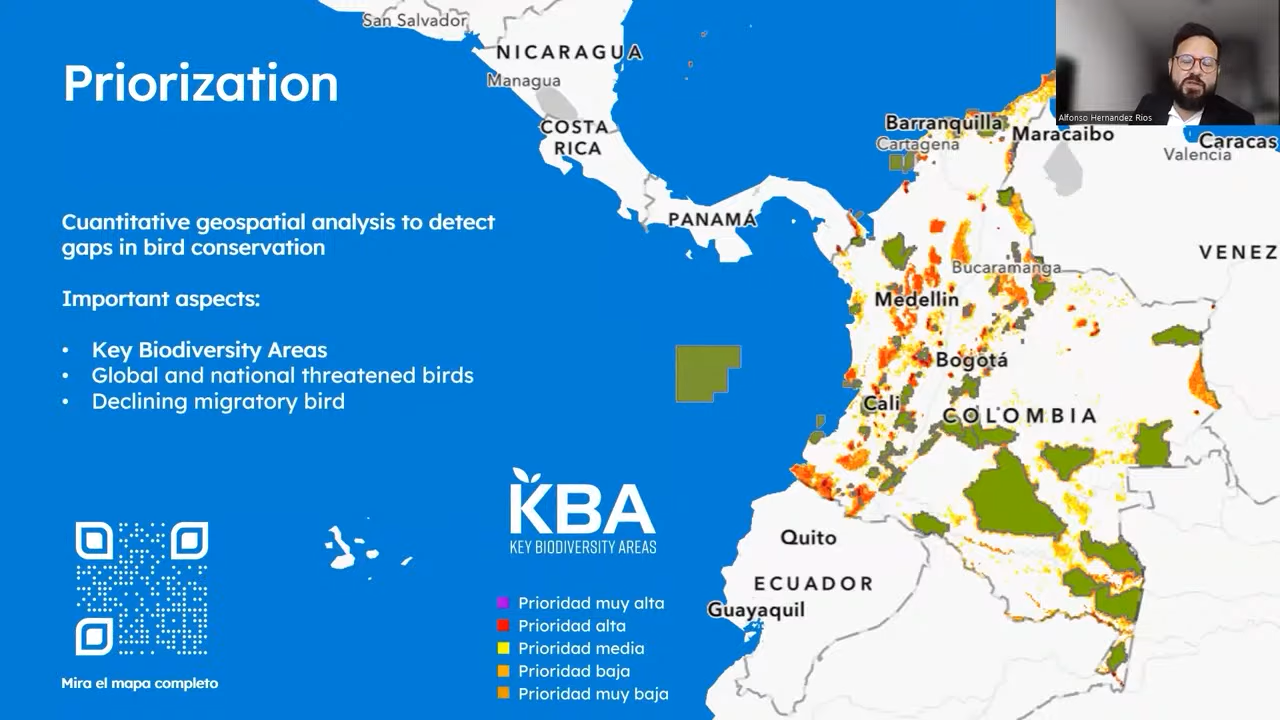 San Salvador
NICARAGUA
Managua
Priorization
COSTA
RICA
Barranquilla
Cartagena
Alfonso Hernandez Rios
Maracaibo
Caracas
Valencia
PANAMÁ
Cuantitative geospatial analysis to detect
gaps in bird conservation
VENEZ
Bucaramanga
Important aspects:
Medellin
• Key Biodiversity Areas
• Global and national threatened birds
• Declining migratory bird
Bogotá
Cali
COLOMBIA
KBA
KEY BIODIVERSITY AREAS
Quito
ECUADOR
Guayaquil
Prioridad muy alta
Prioridad alta
Prioridad media
Prioridad baja
Prioridad muy baja
Mira el mapa completo